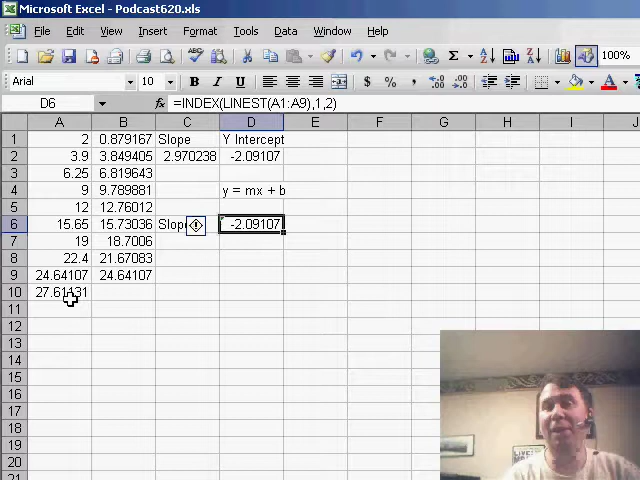 Microsoft Excel - Podcast620.xls
File Edit View Insert Format Tools Data Window Help
100%
Arial 10 B I U $ %
D6 fx =INDEX(LINEST(A1:A9),1,2)
A B C D E F G H I J
1 2 0.879167 Slope Y Intercept
2 3.9 3.849405 2.970238 -2.09107
3 6.25 6.819643
4 9 9.789881 y = mx + b
5 12 12.76012
6 15.65 15.73036 Slope -2.09107
7 19 18.7006
8 22.4 21.67083
9 24.64107 24.64107
10 27.61131
11
12
13
14
15
16
17
18
19
20
21